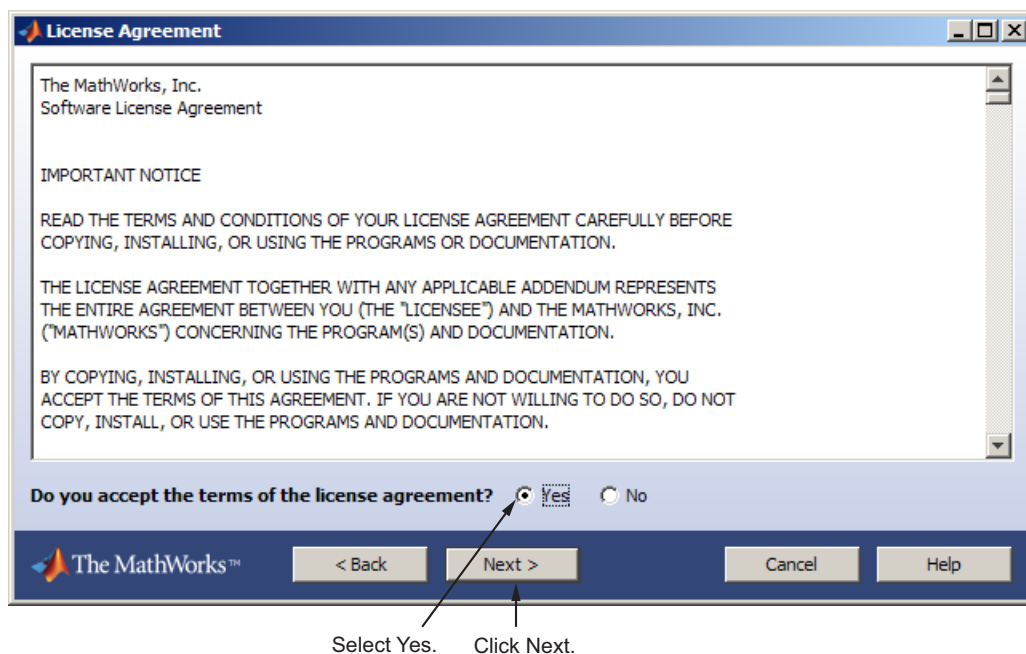 License Agreement
The MathWorks, Inc.
Software License Agreement
IMPORTANT NOTICE
READ THE TERMS AND CONDITIONS OF YOUR LICENSE AGREEMENT CAREFULLY BEFORE
COPYING, INSTALLING, OR USING THE PROGRAMS OR DOCUMENTATION.
THE LICENSE AGREEMENT TOGETHER WITH ANY APPLICABLE ADDENDUM REPRESENTS
THE ENTIRE AGREEMENT BETWEEN YOU (THE "LICENSEE") AND THE MATHWORKS, INC.
("MATHWORKS") CONCERNING THE PROGRAM(S) AND DOCUMENTATION.
BY COPYING, INSTALLING, OR USING THE PROGRAMS AND DOCUMENTATION, YOU
ACCEPT THE TERMS OF THIS AGREEMENT. IF YOU ARE NOT WILLING TO DO SO, DO NOT
COPY, INSTALL, OR USE THE PROGRAMS AND DOCUMENTATION.
Do you accept the terms of the license agreement? Yes No
The MathWorks™ < Back Next > Cancel Help
Select Yes. Click Next.